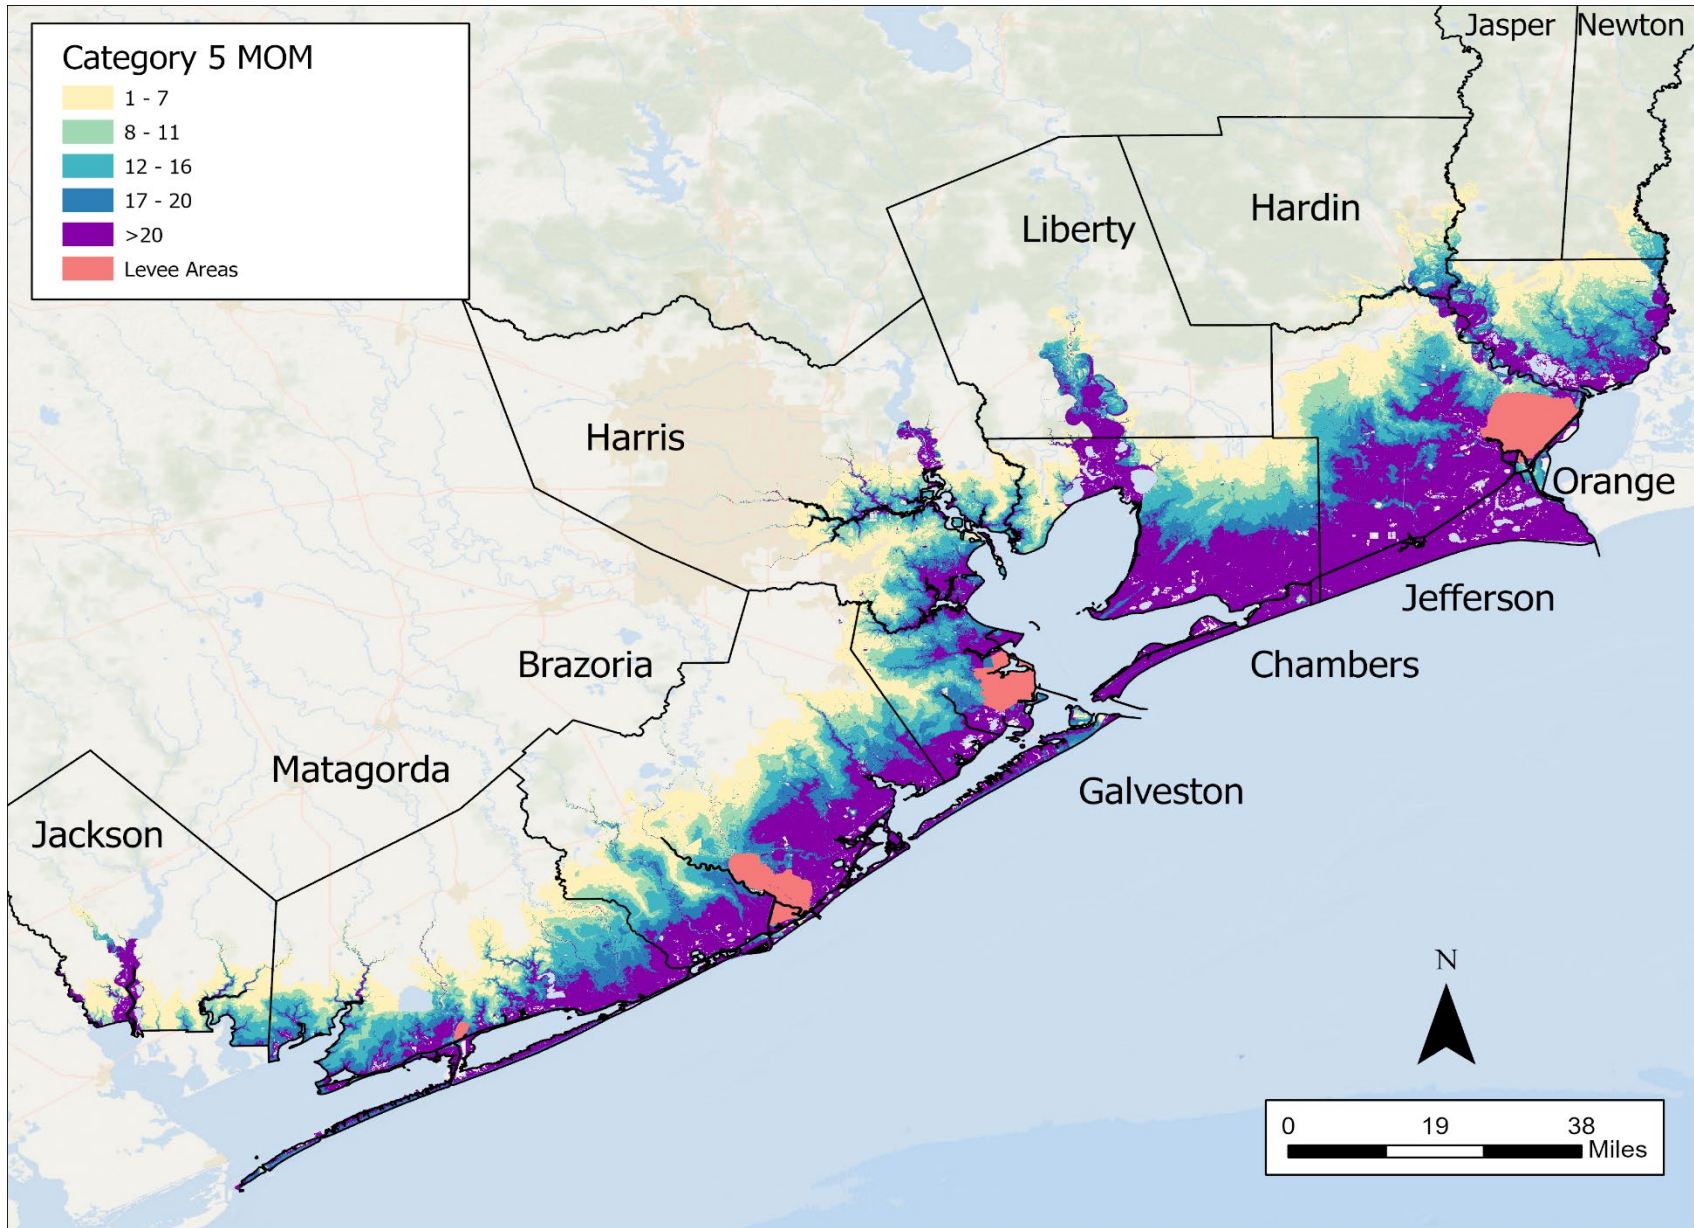 Jasper Newton
Category 5 MOM
1 - 7
8 - 11
12 - 16
17 - 20
>20
Levee Areas
Hardin
Liberty
Harris
Orange
Jefferson
Brazoria
Chambers
Matagorda
Galveston
Jackson
N
0 19 38
Miles